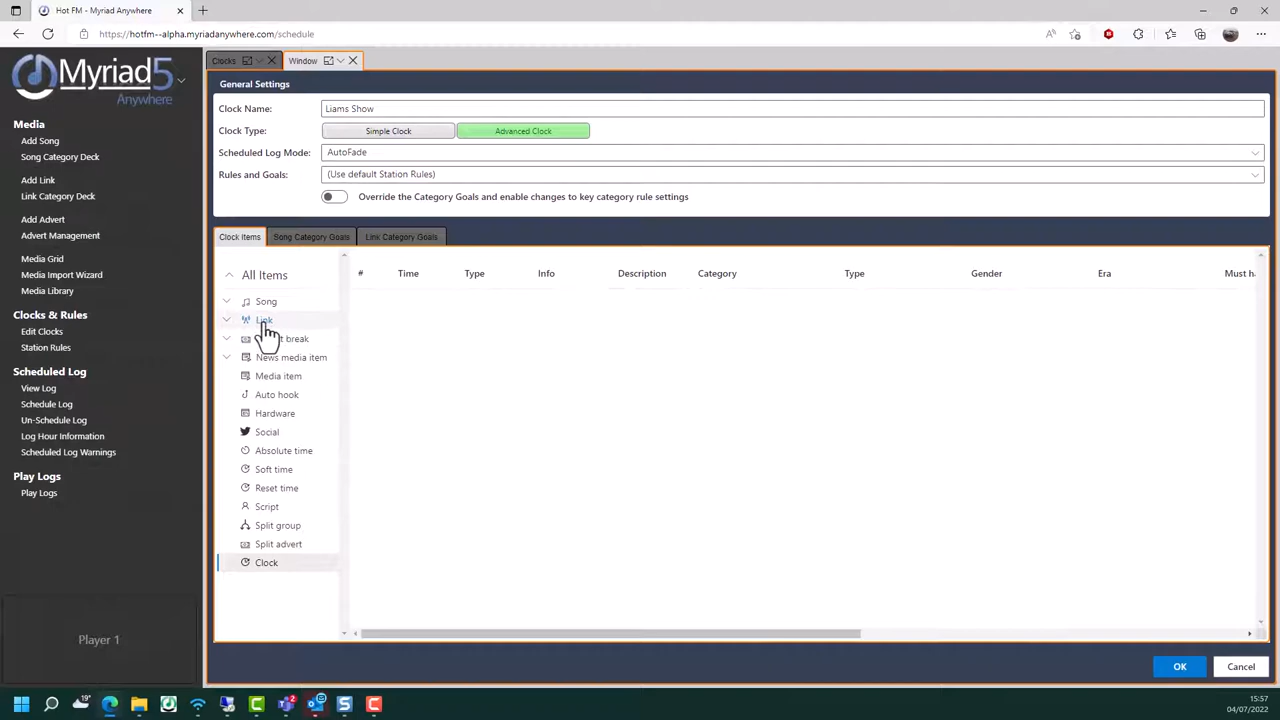 Hot FM - Myriad Anywhere
https://hotfm--alpha.myriadanywhere.com/schedule
Myriad5
Anywhere
Media
Add Song
Song Category Deck
Add Link
Link Category Deck
Add Advert
Advert Management
Media Grid
Media Import Wizard
Media Library
Clocks & Rules
Edit Clocks
Station Rules
Scheduled Log
View Log
Schedule Log
Un-Schedule Log
Log Hour Information
Scheduled Log Warnings
Play Logs
Play Logs
Player 1
Clocks
Window
General Settings
Clock Name: Liams Show
Clock Type: Simple Clock Advanced Clock
Scheduled Log Mode: AutoFade
Rules and Goals: (Use default Station Rules)
Override the Category Goals and enable changes to key category rule settings
Clock Items Song Category Goals Link Category Goals
All Items
# Time Type Info Description Category Type Gender Era Must ha
Song
Link
break
News media item
Media item
Auto hook
Hardware
Social
Absolute time
Soft time
Reset time
Script
Split group
Split advert
Clock
OK Cancel
19°
2
15:57
04/07/2022